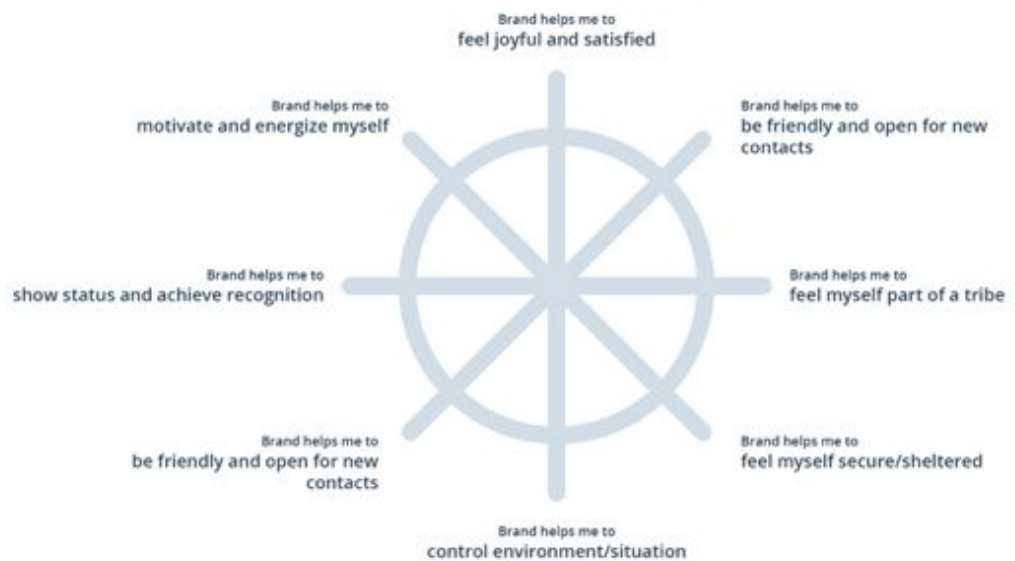 Brand helps me to
feel joyful and satisfied
Brand helps me to
motivate and energize myself
Brand helps me to
be friendly and open for new
contacts
Brand helps me to
show status and achieve recognition
Brand helps me to
feel myself part of a tribe
Brand helps me to
be friendly and open for new
contacts
Brand helps me to
feel myself secure/sheltered
Brand helps me to
control environment/situation